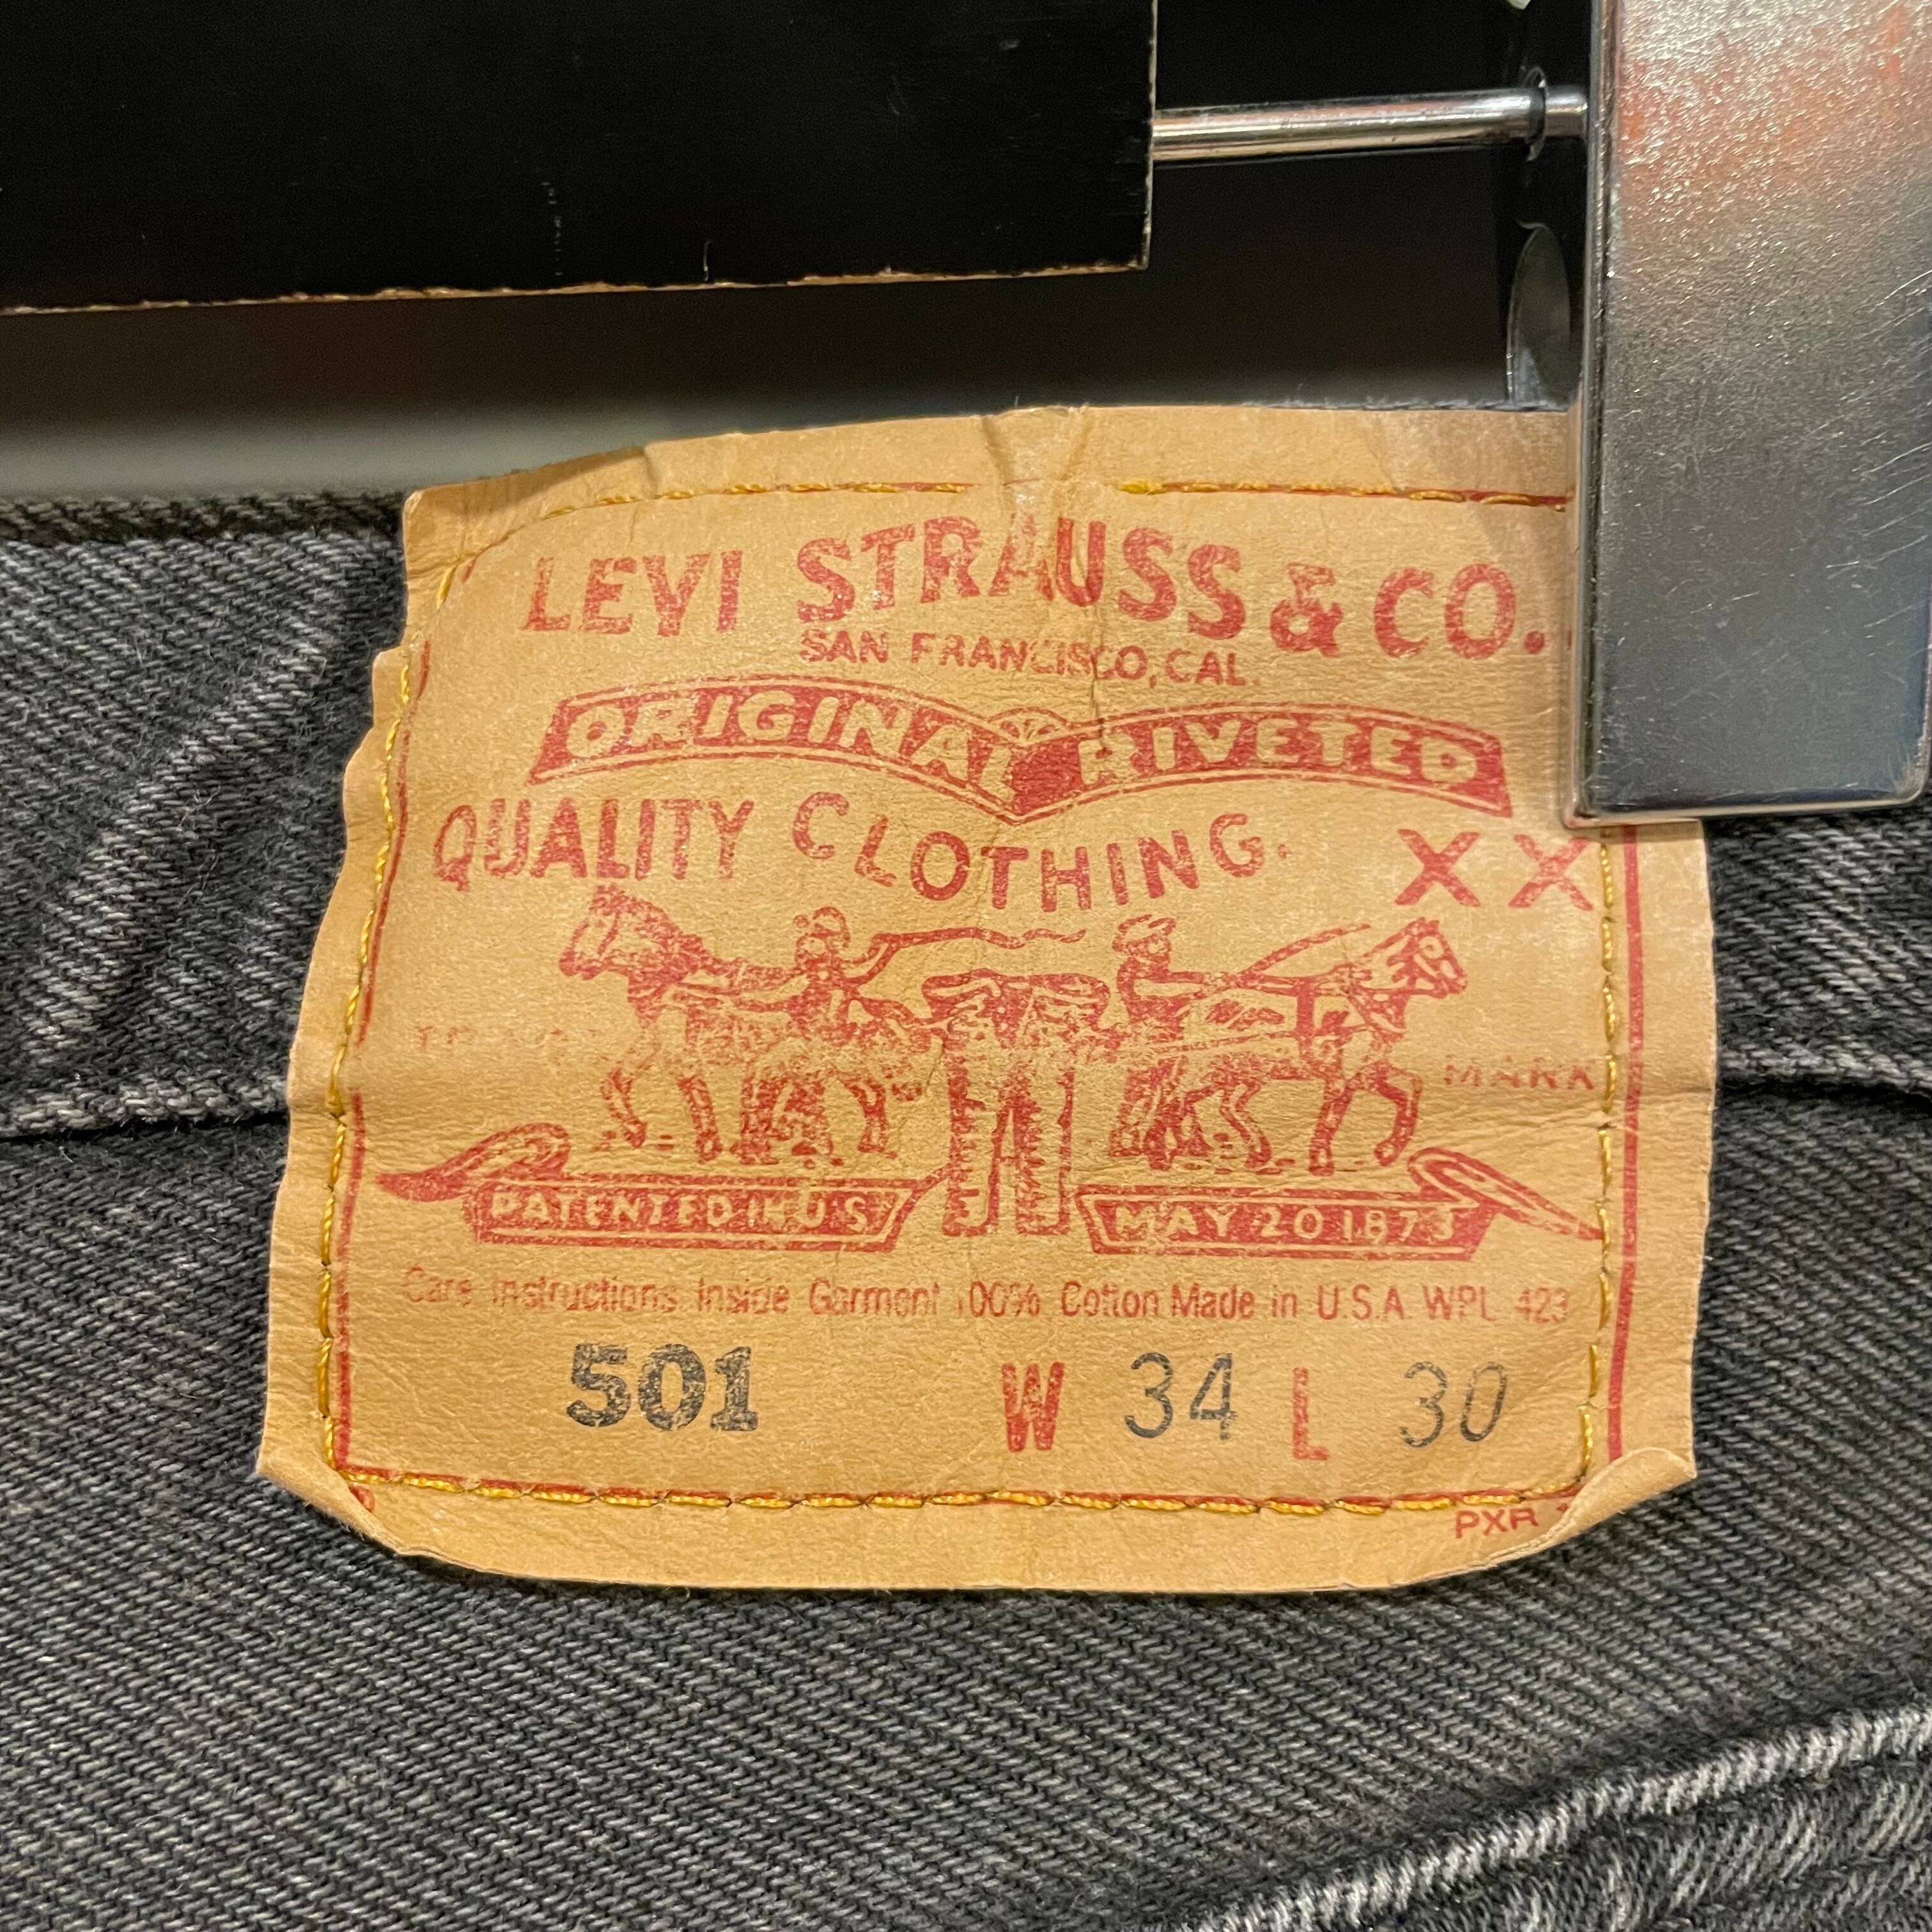 LEVI STRAUSS & CO.
SAN FRANCISCO, CAL.
ORIGINAL RIVETED
QUALITY CLOTHING.
XX
MARK
PATENTED IN U S
MAY 20 1873
Care Instructions Inside Garment 100% Cotton Made in U.S.A. WPL 423
501 W 34 L 30
PXR